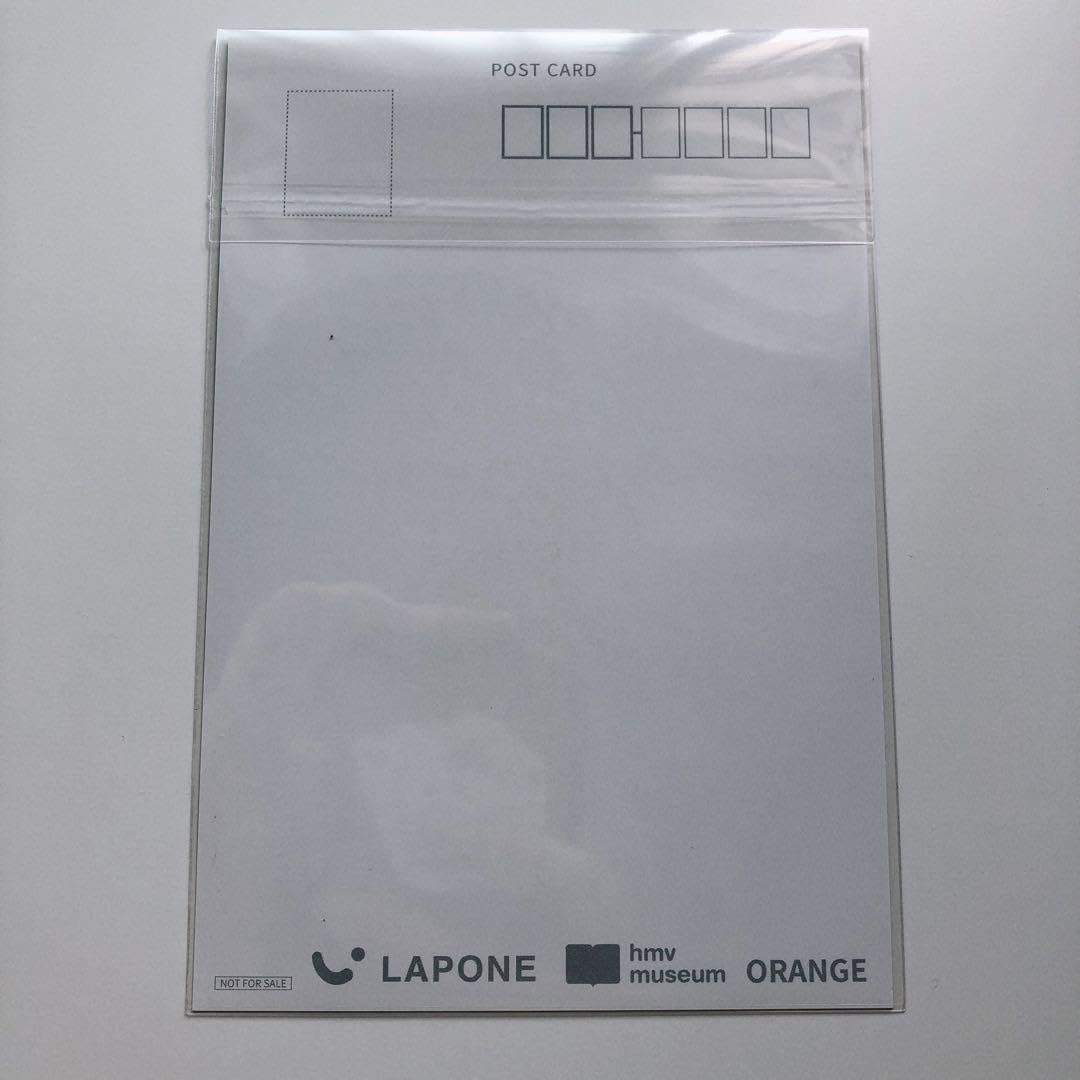 POST CARD
NOT FOR SALE
LAPONE
hmv
museum
ORANGE